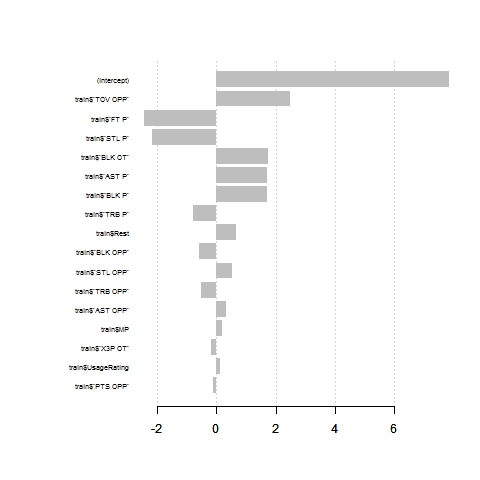 (Intercept)
train$`TOV OPP`
train$`FT P`
train$`STL P`
train$`BLK OT`
train$`AST P`
train$`BLK P`
train$`TRB P`
train$Rest
train$`BLK OPP`
train$`STL OPP`
train$`TRB OPP`
train$`AST OPP`
train$MP
train$`X3P OT`
train$UsageRating
train$`PTS OPP`
-2 0 2 4 6